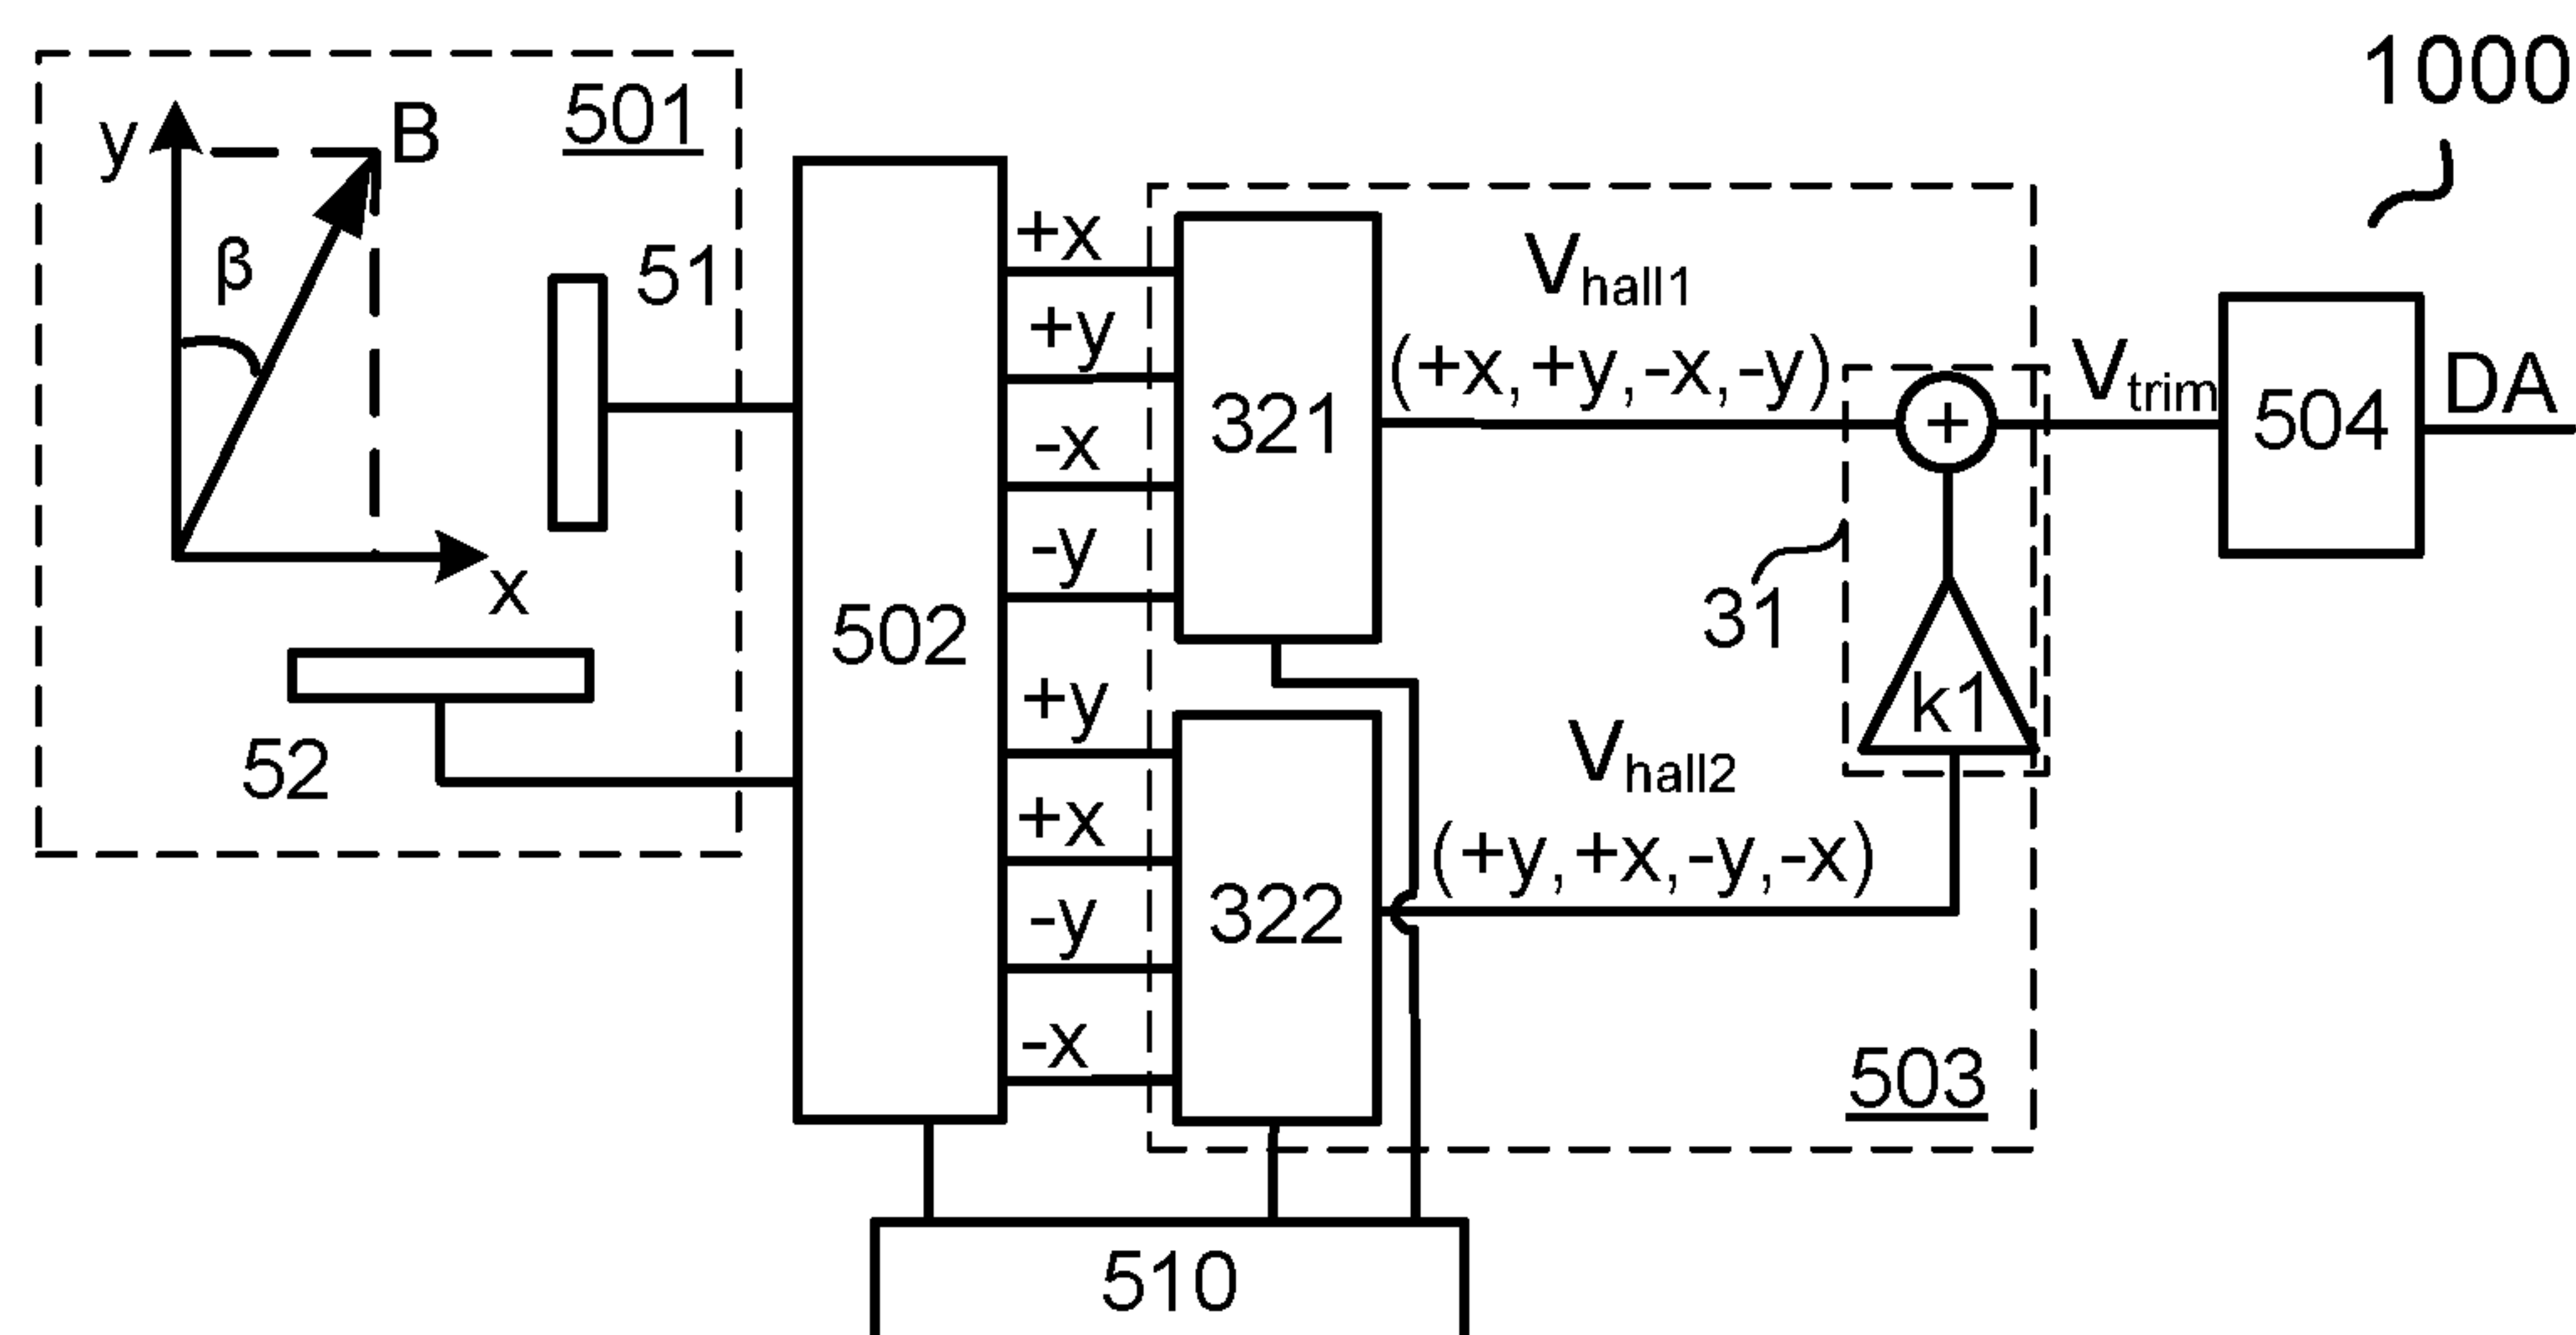 1000
y
B
501
β
51
x
52
502
+x
+y
-x
-y
+y
+x
-y
-x
321
322
Vhall1
(+x,+y,-x,-y)
31
+
k1
Vhall2
(+y,+x,-y,-x)
503
Vtrim
504
DA
510